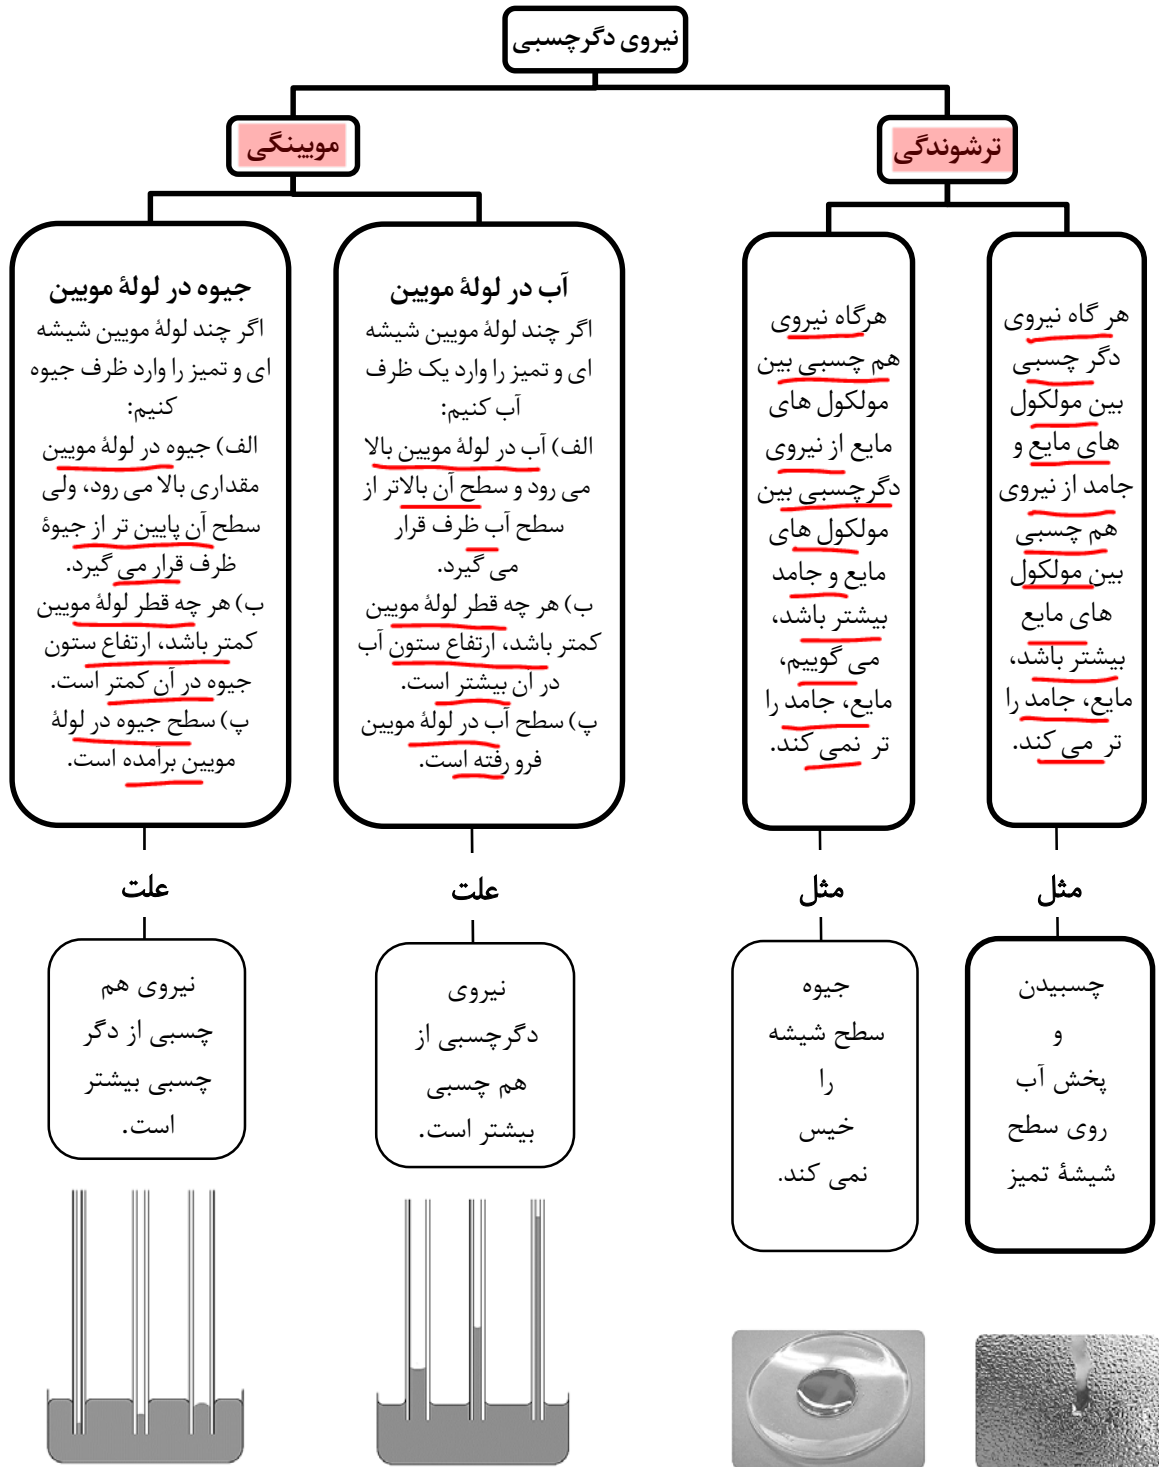 نیروی دگرچسبی
ترشوندگی
مویینگی
هر گاه نیروی
دگر چسبی
بین مولکول
های مایع و
جامد از نیروی
هم چسبی
بین مولکول
های مایع
بیشتر باشد،
مایع، جامد را
تر می کند.
مثل
چسبیدن
و
پخش آب
روی سطح
شیشهٔ تمیز
هرگاه نیروی
هم چسبی بین
مولکول های
مایع از نیروی
دگرچسبی بین
مولکول های
مایع و جامد
بیشتر باشد،
می گوییم،
مایع، جامد را
تر نمی کند.
مثل
جیوه
سطح شیشه
را
خیس
نمی کند.
آب در لولهٔ مویین
اگر چند لولهٔ مویین شیشه
ای و تمیز را وارد یک ظرف
آب کنیم:
الف) آب در لولهٔ مویین بالا
می رود و سطح آن بالاتر از
سطح آب ظرف قرار
می گیرد.
ب) هر چه قطر لولهٔ مویین
کمتر باشد، ارتفاع ستون آب
در آن بیشتر است.
پ) سطح آب در لولهٔ مویین
فرو رفته است.
علت
نیروی
دگرچسبی از
هم چسبی
بیشتر است.
جیوه در لولهٔ مویین
اگر چند لولهٔ مویین شیشه
ای و تمیز را وارد ظرف جیوه
کنیم:
الف) جیوه در لولهٔ مویین
مقداری بالا می رود، ولی
سطح آن پایین تر از جیوهٔ
ظرف قرار می گیرد.
ب) هر چه قطر لولهٔ مویین
کمتر باشد، ارتفاع ستون
جیوه در آن کمتر است.
پ) سطح جیوه در لولهٔ
مویین برآمده است.
علت
نیروی هم
چسبی از دگر
چسبی بیشتر
است.